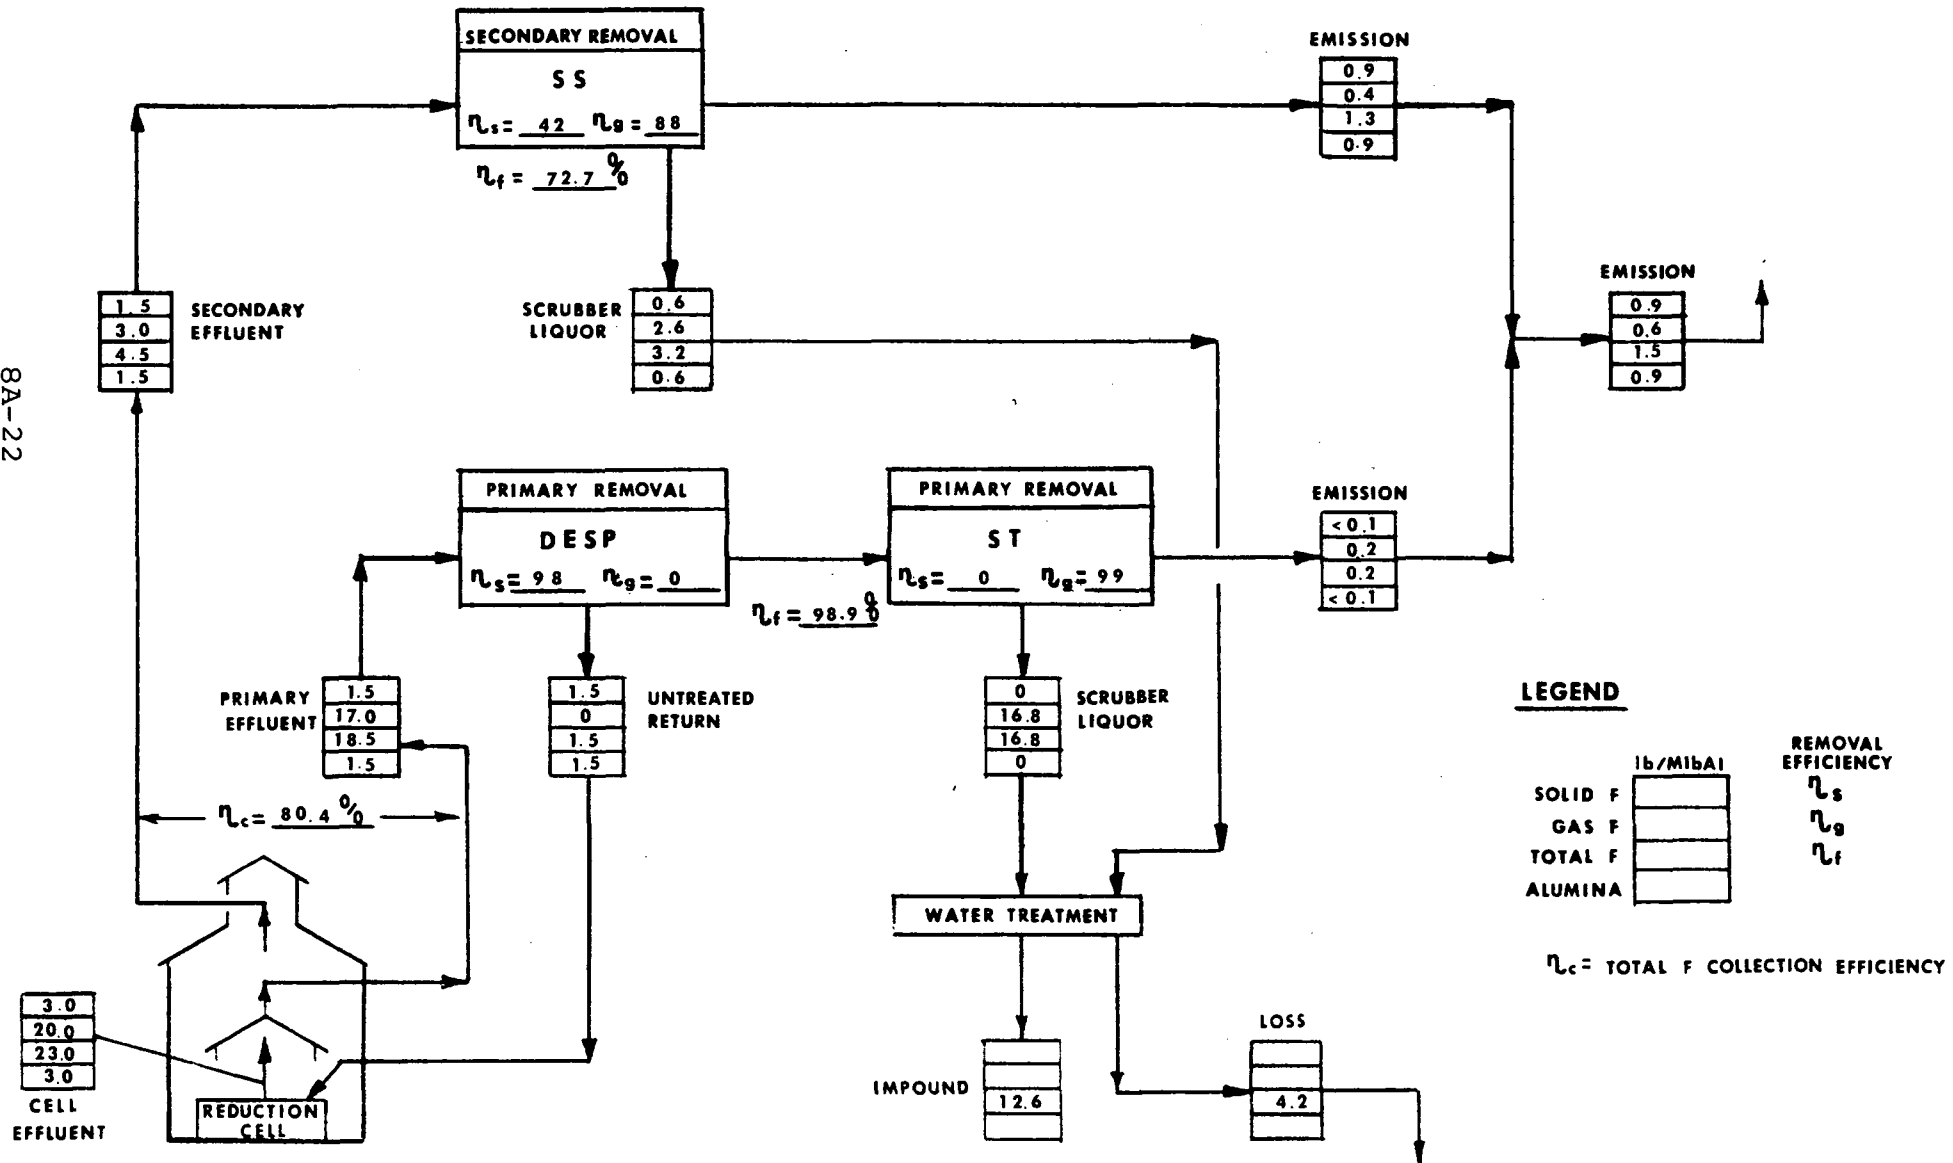 SECONDARY REMOVAL
SS
ηs= 42 ηg= 88
ηf= 72.7 %
EMISSION
0.9
0.4
1.3
0.9
1.5
3.0
4.5
1.5
SECONDARY
EFFLUENT
SCRUBBER
LIQUOR
0.6
2.6
3.2
0.6
EMISSION
0.9
0.6
1.5
0.9
8A-22
PRIMARY REMOVAL
DESP
ηs= 98 ηg= 0
PRIMARY REMOVAL
ST
ηs= 0 ηg= 99
ηf= 98.9 %
EMISSION
<0.1
0.2
0.2
<0.1
PRIMARY
EFFLUENT
1.5
17.0
18.5
1.5
1.5
0
1.5
1.5
UNTREATED
RETURN
0
16.8
16.8
0
SCRUBBER
LIQUOR
ηc= 80.4 %
LEGEND
lb/MlbAl
REMOVAL
EFFICIENCY
SOLID F
ηs
GAS F
ηg
TOTAL F
ηf
ALUMINA
ηc= TOTAL F COLLECTION EFFICIENCY
WATER TREATMENT
3.0
20.0
23.0
3.0
CELL
EFFLUENT
REDUCTION
CELL
IMPOUND
12.6
LOSS
4.2